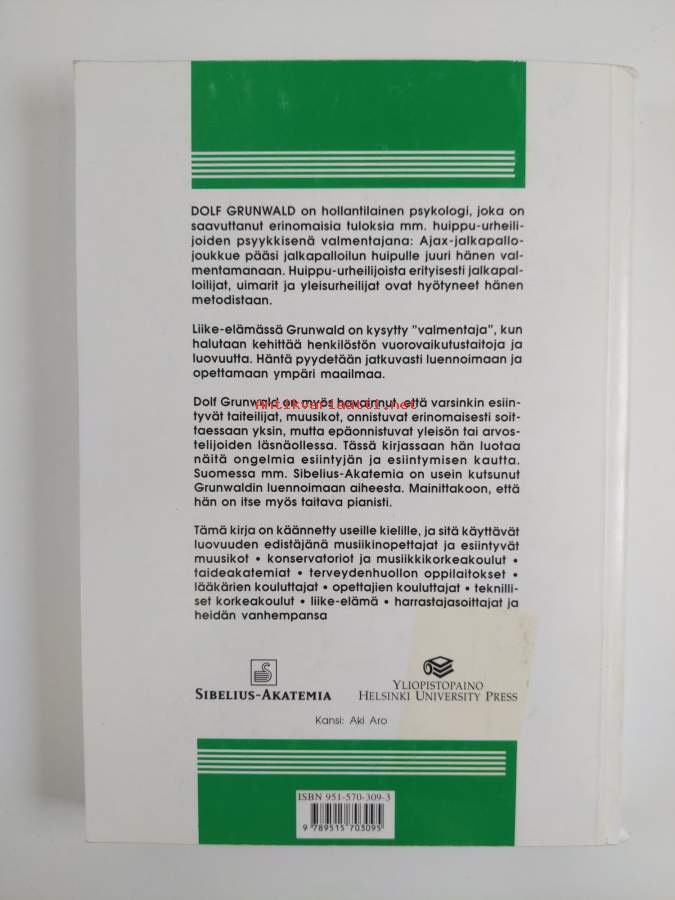 DOLF GRUNWALD on hollantilainen psykologi, joka on
saavuttanut erinomaisia tuloksia mm. huippu-urheili-
joiden psyykkisenä valmentajana: Ajax-jalkapallo-
joukkue pääsi jalkapalloilun huipulle juuri hänen val-
mentamanaan. Huippu-urheilijoista erityisesti jalkapal-
loilijat, uimarit ja yleisurheilijat ovat hyötyneet hänen
metodistaan.
Liike-elämässä Grunwald on kysytty "valmentaja", kun
halutaan kehittää henkilöstön vuorovaikutustaitoja ja
luovuutta. Häntä pyydetään jatkuvasti luennoimaan ja
opettamaan ympäri maailmaa.
Dolf Grunwald on myös havainnut, että varsinkin esiin-
Antikvariaatti.net
tyvät taiteilijat, muusikot, onnistuvat erinomaisesti soit-
taessaan yksin, mutta epäonnistuvat yleisön tai arvos-
telijoiden läsnäollessa. Tässä kirjassaan hän luotaa
näitä ongelmia esiintyjän ja esiintymisen kautta.
Suomessa mm. Sibelius-Akatemia on usein kutsunut
Grunwaldin luennoimaan aiheesta. Mainittakoon, että
hän on itse myös taitava pianisti.
Tämä kirja on käännetty useille kielille, ja sitä käyttävät
luovuuden edistäjänä musiikinopettajat ja esiintyvät
muusikot • konservatoriot ja musiikkikorkeakoulut •
taideakatemiat • terveydenhuollon oppilaitokset •
lääkärien kouluttajat • opettajien kouluttajat • teknilli-
set korkeakoulut • liike-elämä • harrastajasoittajat ja
heidän vanhempansa
SIBELIUS-AKATEMIA
YLIOPISTOPAINO
HELSINKI UNIVERSITY PRESS
Kansi: Aki Aro
ISBN 951-570-309-3
9 789515 703095